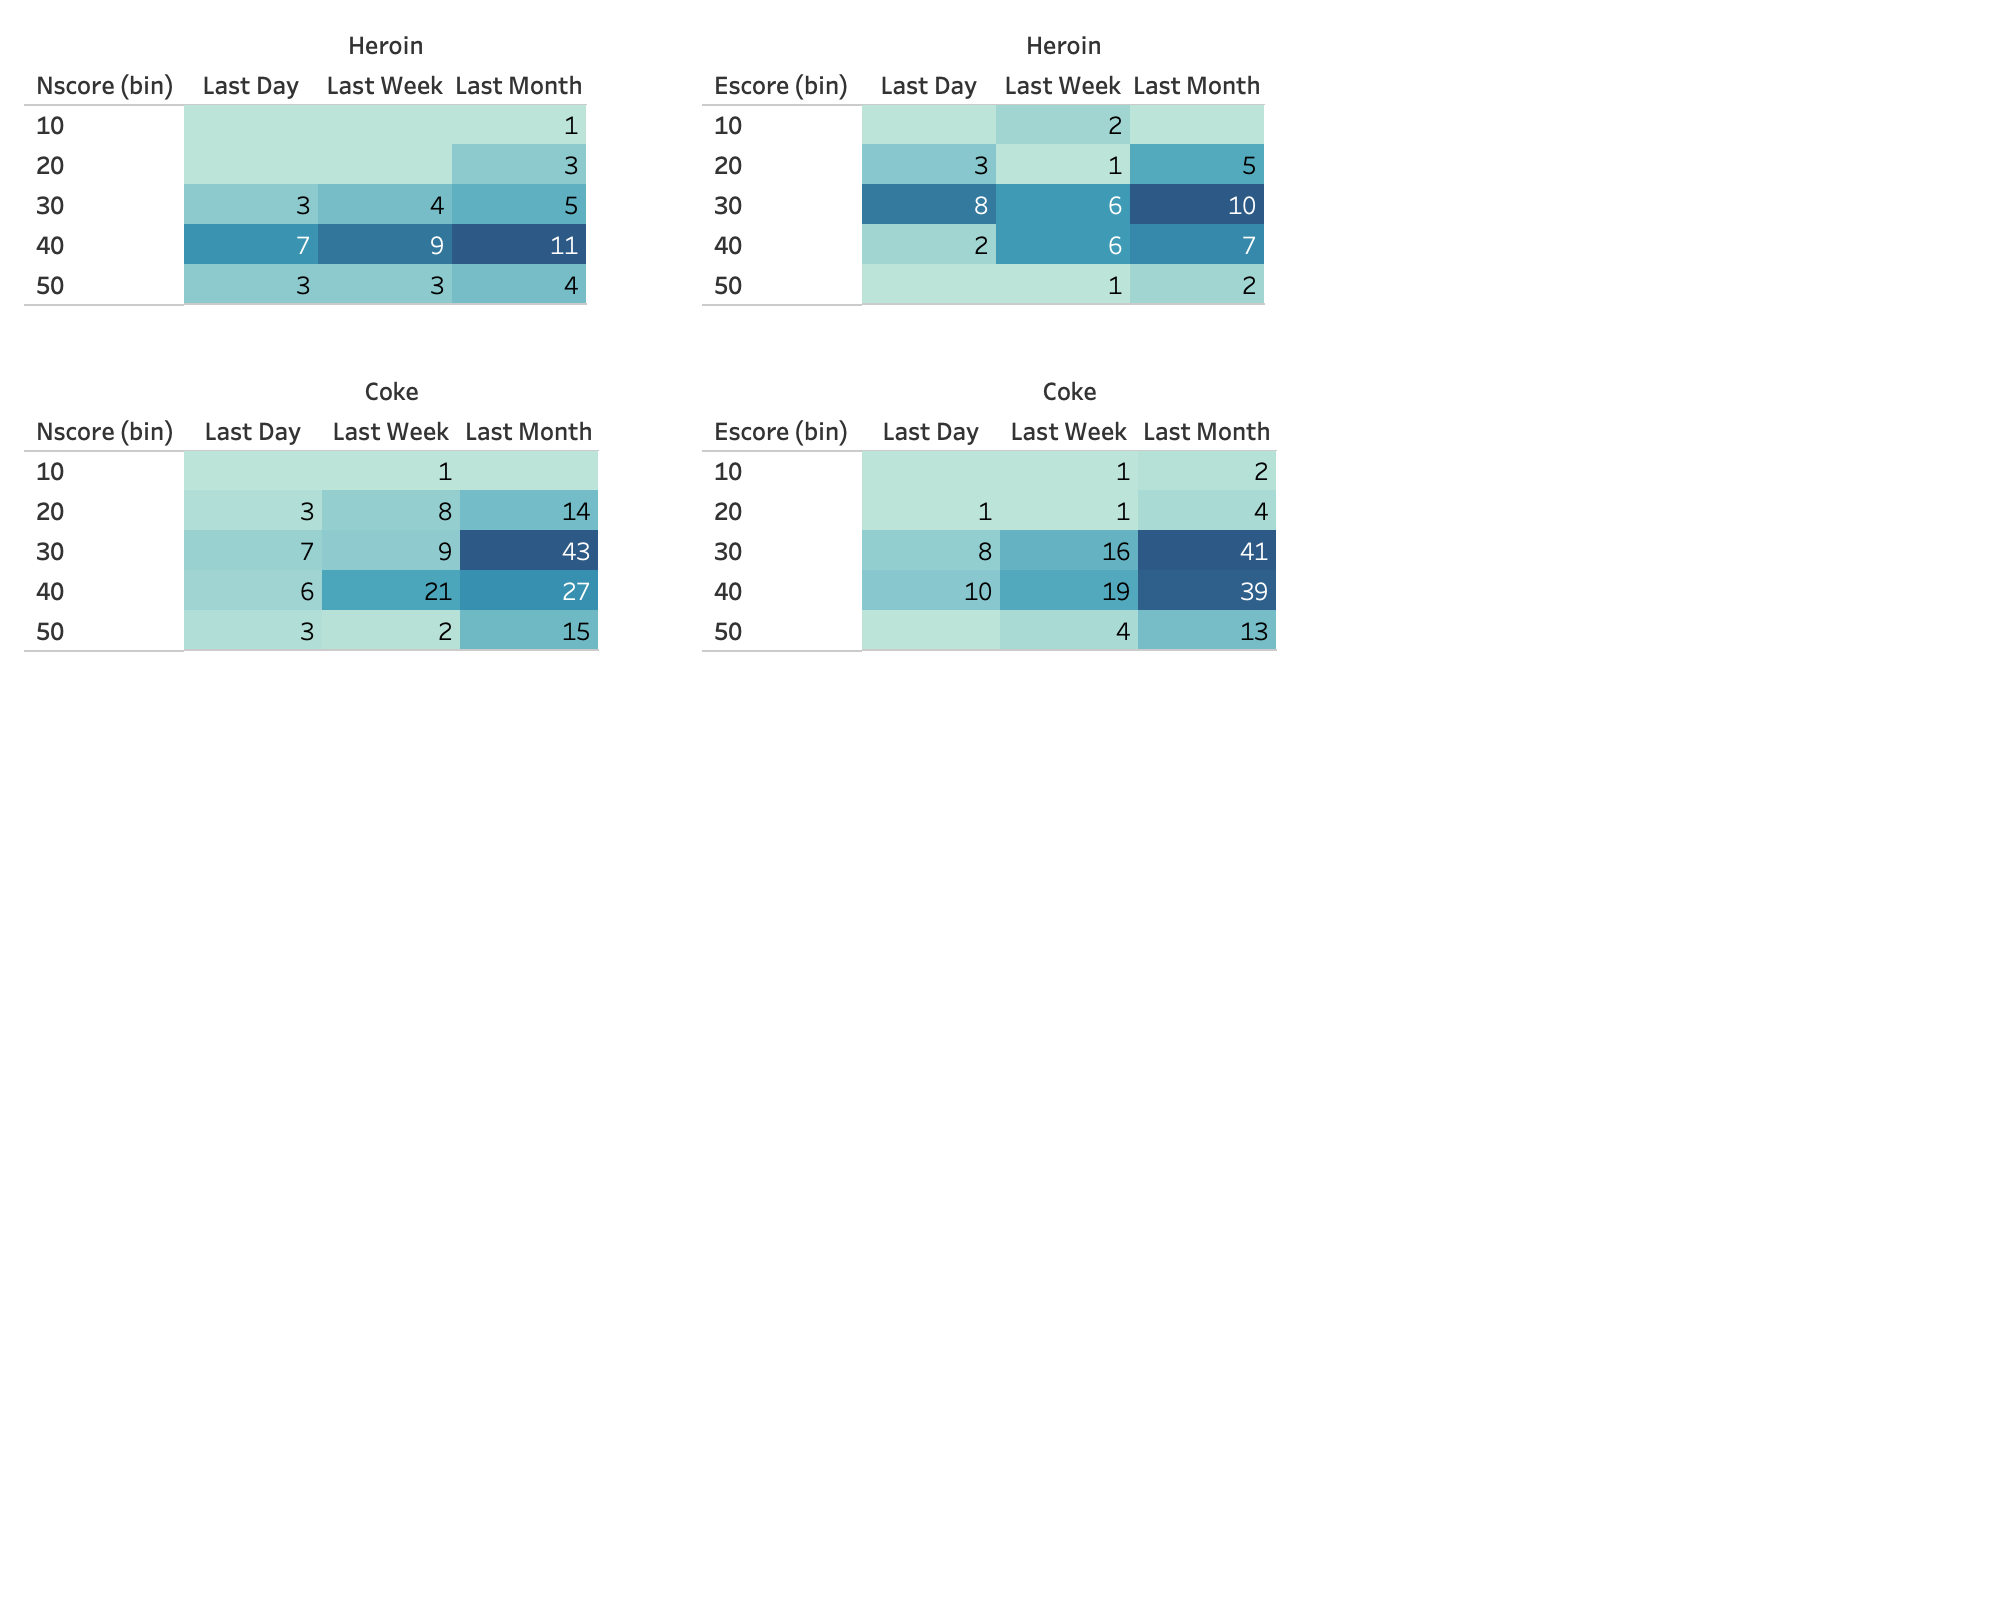 Heroin
Nscore (bin) Last Day Last Week Last Month
10 1
20 3
30 3 4 5
40 7 9 11
50 3 3 4
Heroin
Escore (bin) Last Day Last Week Last Month
10 2
20 3 1 5
30 8 6 10
40 2 6 7
50 1 2
Coke
Nscore (bin) Last Day Last Week Last Month
10 1
20 3 8 14
30 7 9 43
40 6 21 27
50 3 2 15
Coke
Escore (bin) Last Day Last Week Last Month
10 1 2
20 1 1 4
30 8 16 41
40 10 19 39
50 4 13